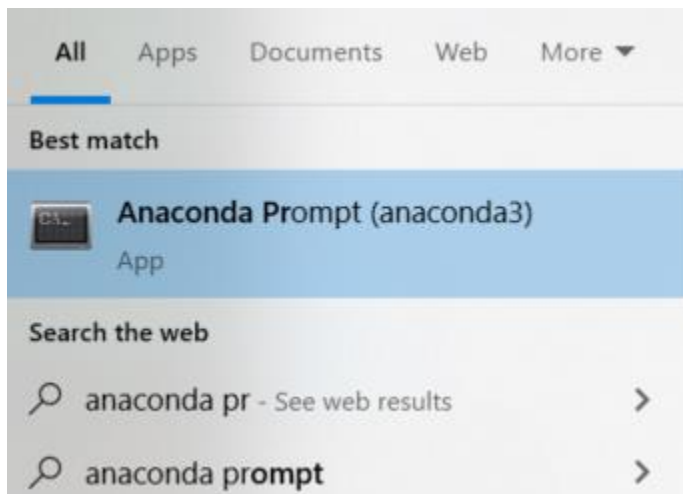 All Apps Documents Web More
Best match
C:\.
Anaconda Prompt (anaconda3)
App
Search the web
anaconda pr - See web results
anaconda prompt